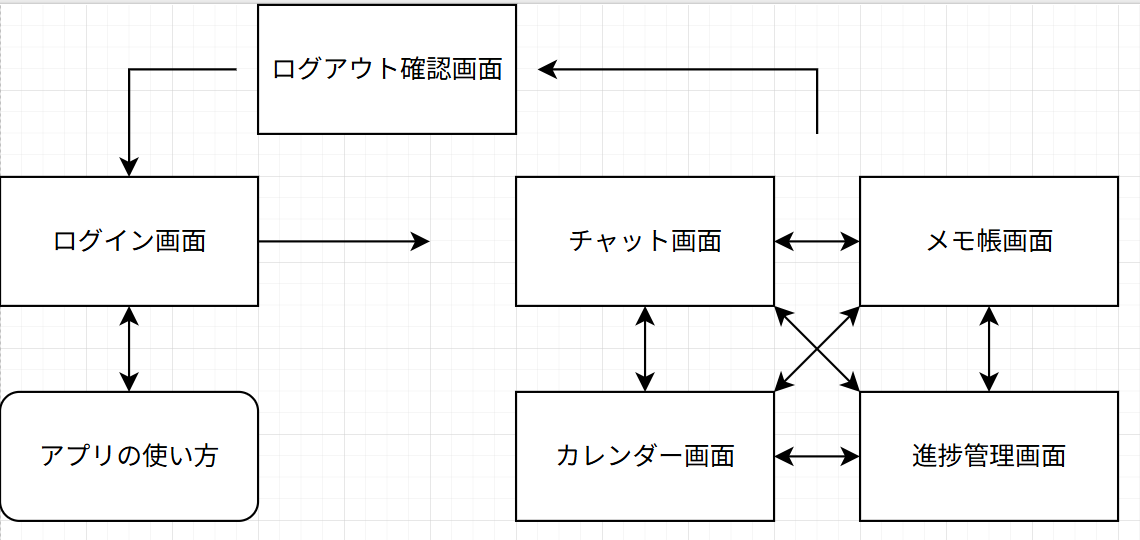 ログアウト確認画面
ログイン画面
チャット画面
メモ帳画面
アプリの使い方
カレンダー画面
進捗管理画面